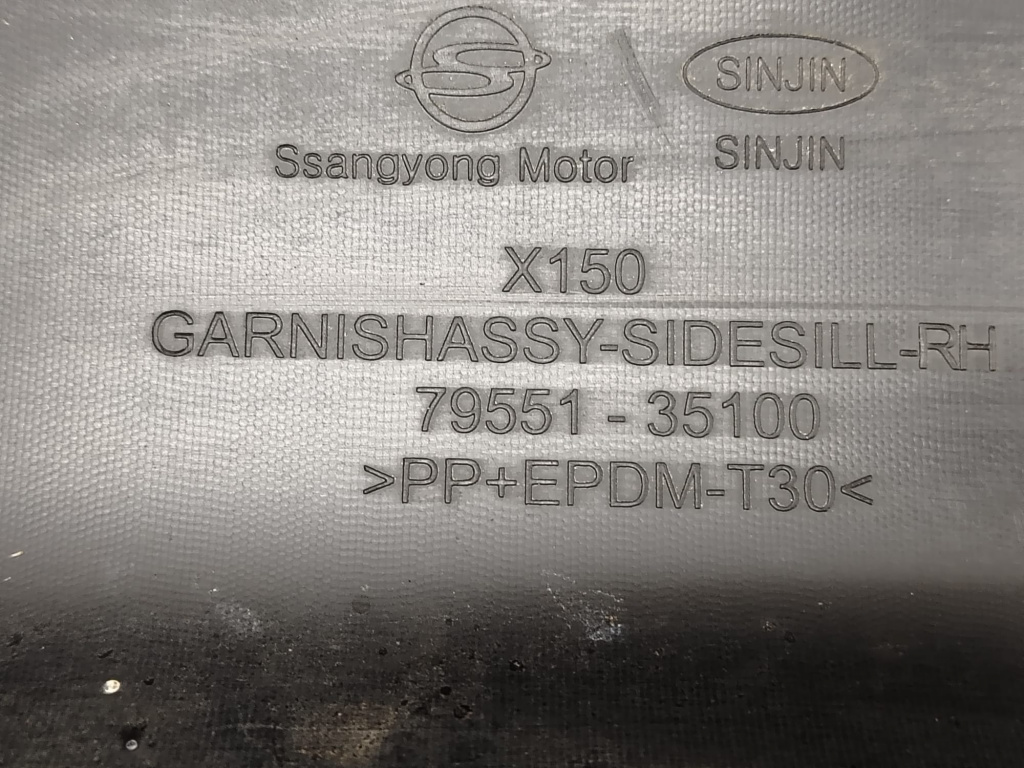 SINJIN
Ssangyong Motor SINJIN
X150
GARNISHASSY-SIDESILL-RH
79551 - 35100
>PP+EPDM-T30<